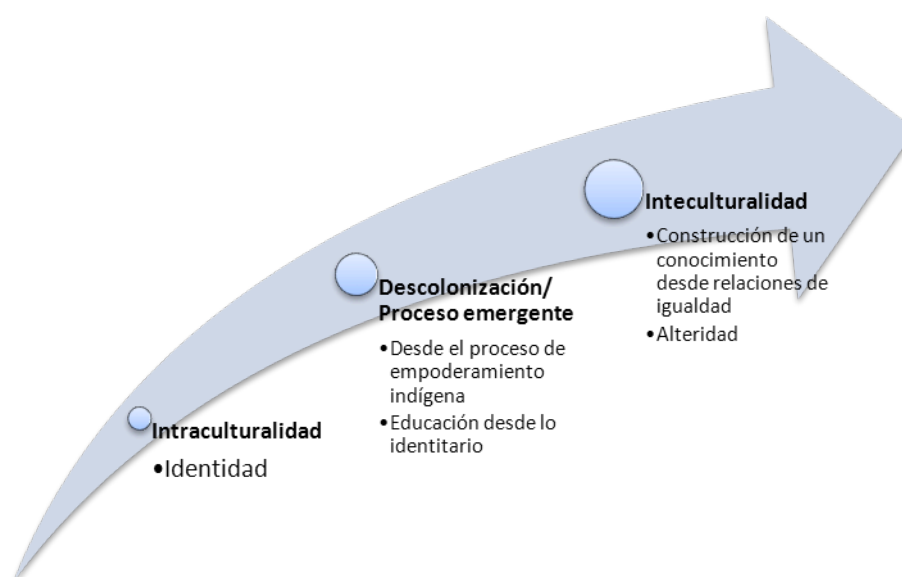 Intraculturalidad
•Identidad
Descolonización/
Proceso emergente
•Desde el proceso de
empoderamiento
indígena
•Educación desde lo
identitario
Inteculturalidad
•Construcción de un
conocimiento
desde relaciones de
igualdad
•Alteridad